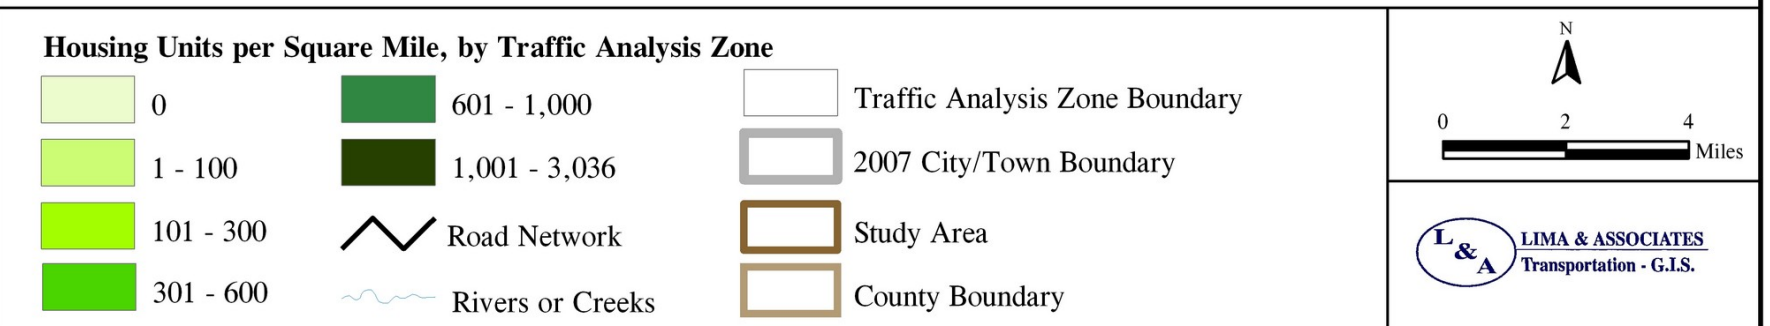 Housing Units per Square Mile, by Traffic Analysis Zone
0
1 - 100
101 - 300
301 - 600
601 - 1,000
1,001 - 3,036
Road Network
Rivers or Creeks
Traffic Analysis Zone Boundary
2007 City/Town Boundary
Study Area
County Boundary
N
0 2 4
Miles
L & A
LIMA & ASSOCIATES
Transportation - G.I.S.